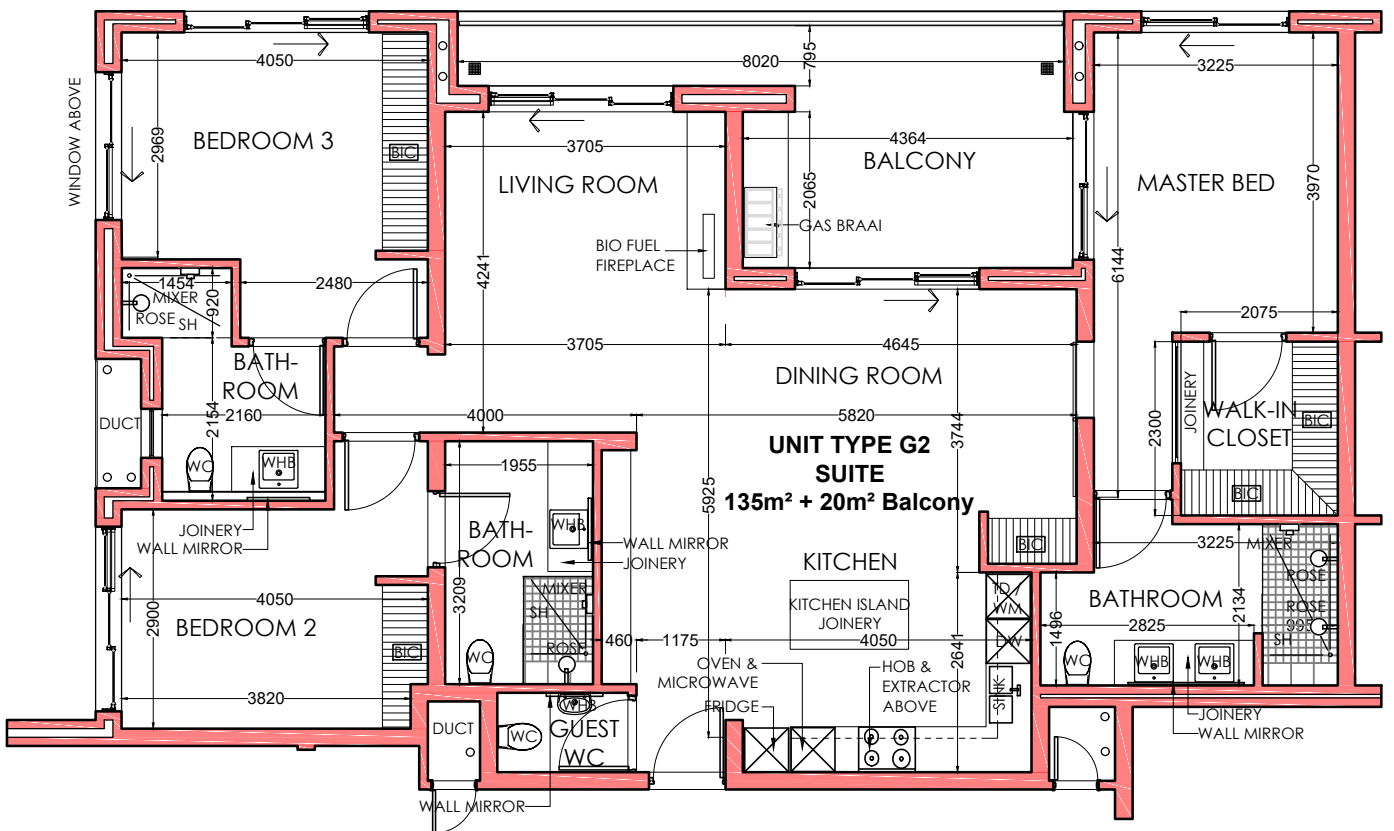 4050
8020
795
3225
WINDOW ABOVE
2969
BEDROOM 3
BIC
3705
LIVING ROOM
4364
BALCONY
2065
GAS BRAAI
MASTER BED
3970
6144
BIO FUEL
FIREPLACE
4241
1454
MIXER
ROSE
SH
920
2480
2075
3705
4645
BATH-
ROOM
DINING ROOM
JOINERY
WALK-IN
CLOSET
BIC
2300
2160
2154
4000
5820
DUCT
3744
UNIT TYPE G2
SUITE
135m² + 20m² Balcony
WC
WHB
1955
BIC
5925
JOINERY
WALL MIRROR
BATH-
ROOM
WHB
WALL MIRROR
JOINERY
KITCHEN
BIC
3225
MIXER
ROSE
ROSE
SH
2900
4050
BEDROOM 2
BIC
3209
MIXER
SH
ROSE
WC
KITCHEN ISLAND
JOINERY
TD /
WM
DW
BATHROOM
2134
1496
2825
460
1175
4050
2641
WC
WHB
WHB
OVEN &
MICROWAVE
FRIDGE
HOB &
EXTRACTOR
ABOVE
SINK
3820
DUCT
WC
WHB
GUEST
WC
JOINERY
WALL MIRROR
WALL MIRROR